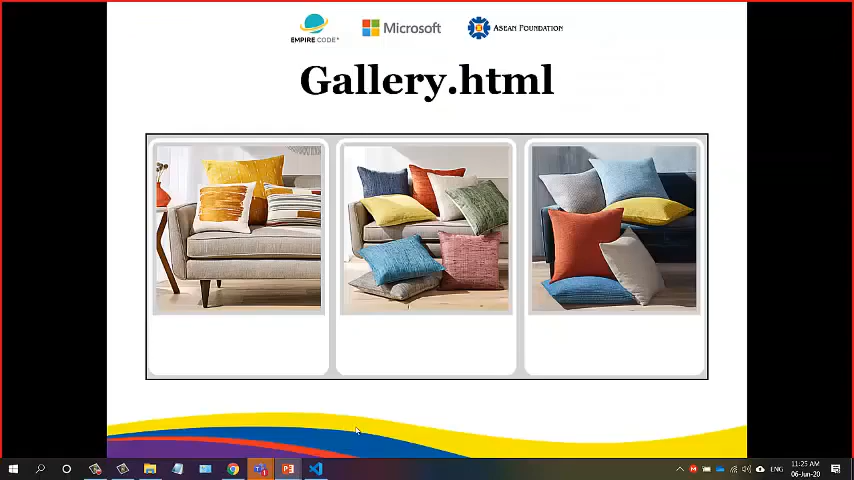 EMPIRE CODE
Microsoft
ASEAN FOUNDATION
Gallery.html
ENG
11:25 AM
06-Jun-20